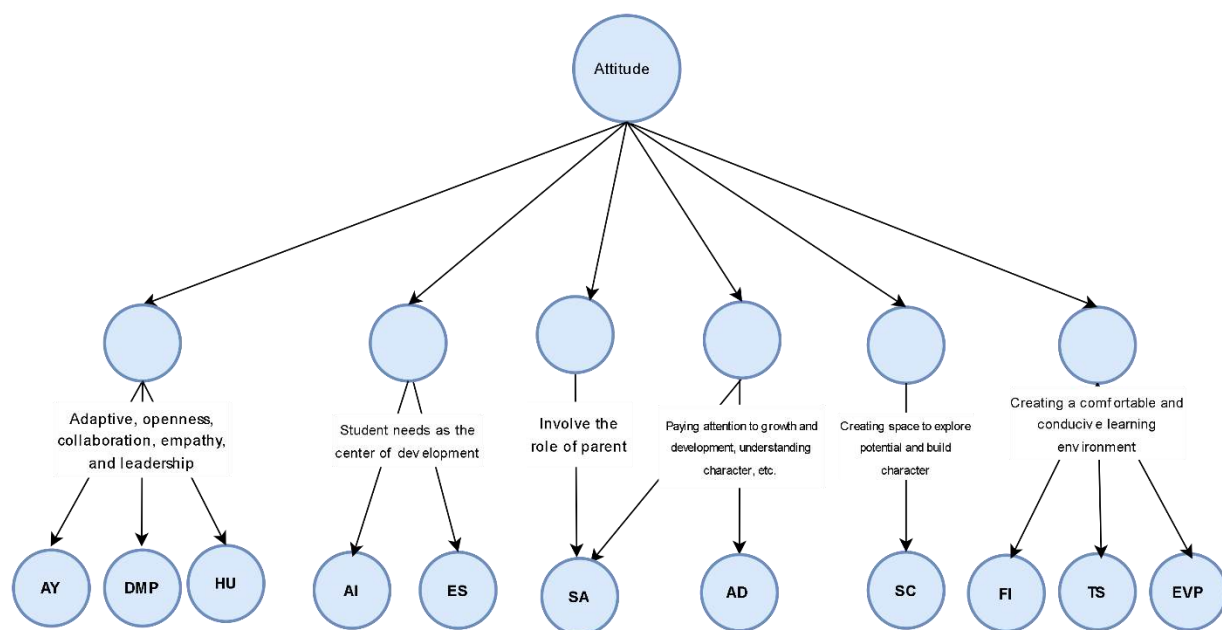 Attitude
Adaptive, openness,
collaboration, empathy,
and leadership
Student needs as the
center of development
Involve the
role of parent
Paying attention to growth and
development, understanding
character, etc.
Creating space to explore
potential and build
character
Creating a comfortable and
conducive learning
environment
AY
DMP
HU
AI
ES
SA
AD
SC
FI
TS
EVP